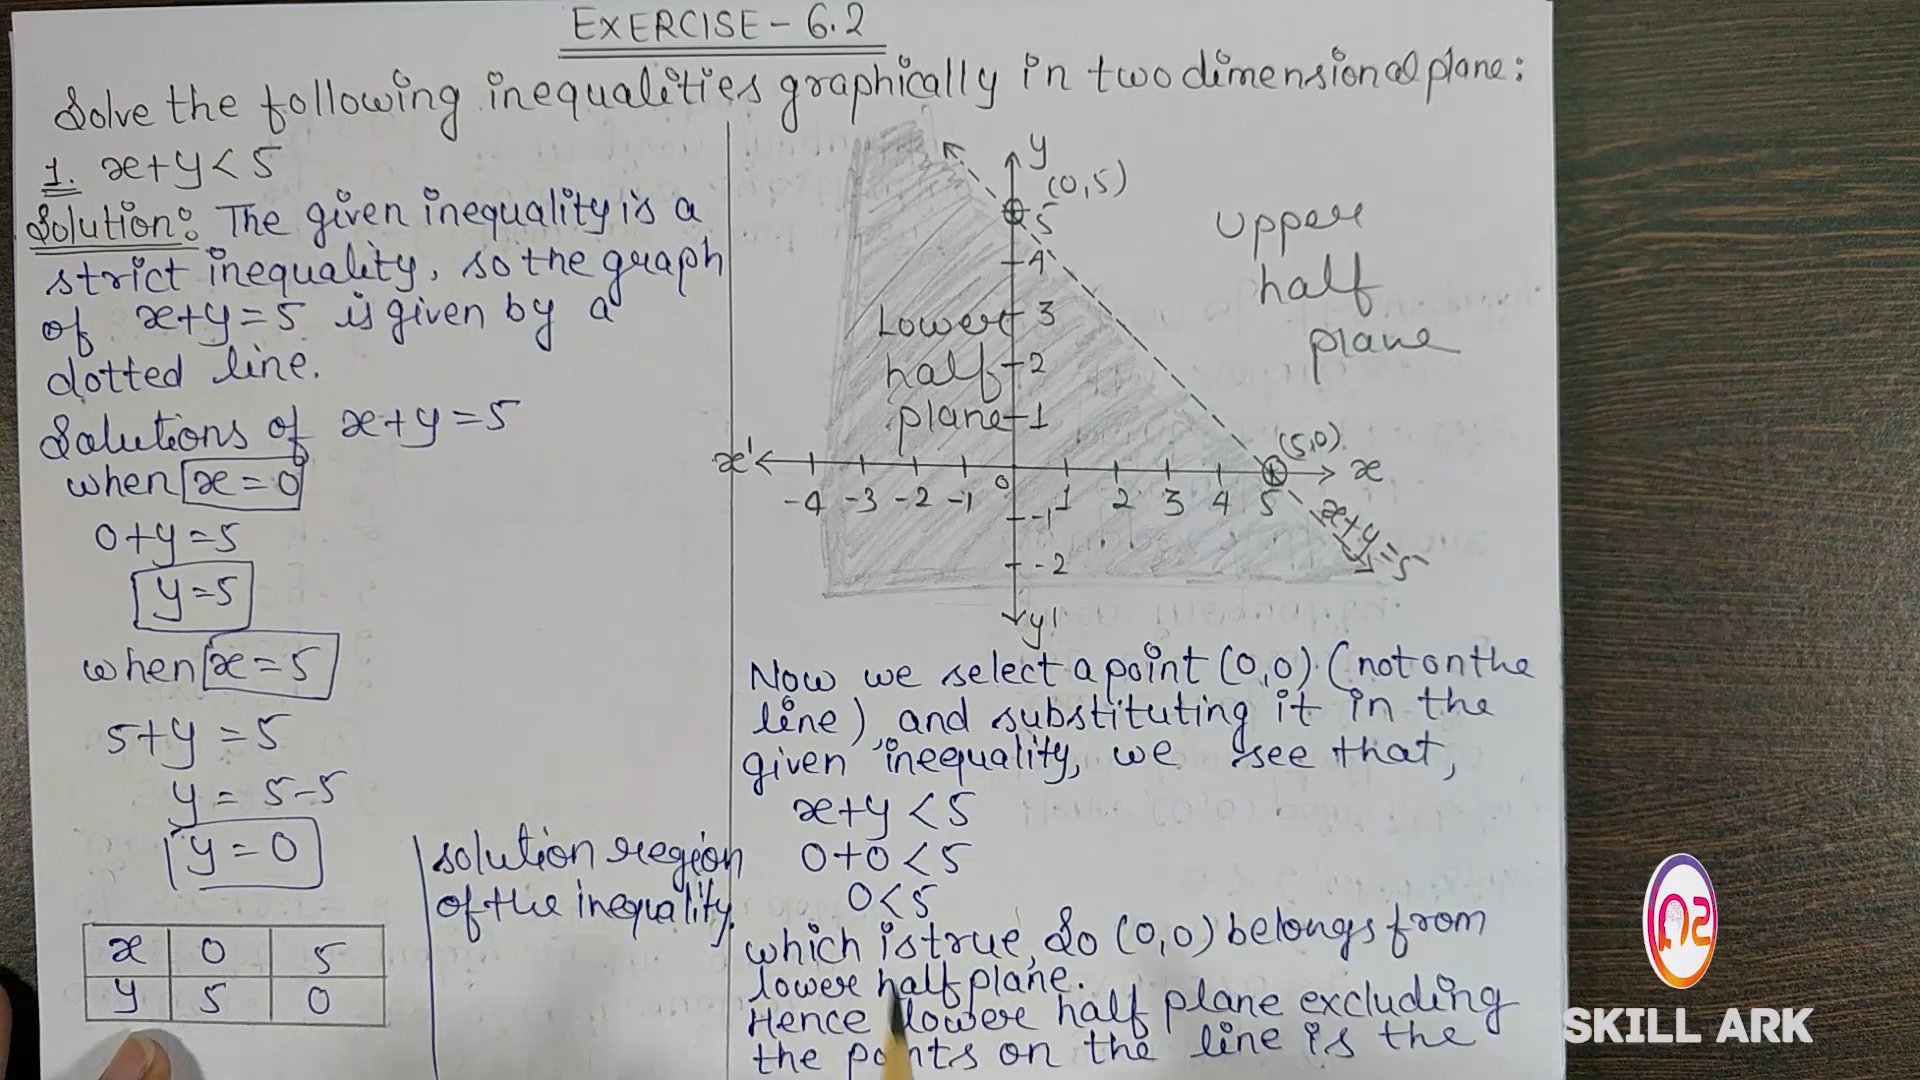 EXERCISE - 6.2
Solve the following inequalities graphically in two dimensional plane:
1. x+y<5
Solution: The given inequality is a
strict inequality, so the graph
of x+y=5 is given by a
dotted line.
Solutions of x+y=5
when x=0
0+y=5
y=5
when x=5
5+y=5
y=5-5
y=0
x 0 5
y 5 0
y
(0,5)
5
4
3
2
1
Lower
half
plane
upper
half
plane
x'
-4 -3 -2 -1 0 1 2 3 4 5
(5,0)
x
x+y=5
-1
-2
y'
Now we select a point (0,0) (not on the
line), and substituting it in the
given inequality, we see that,
x+y<5
0+0<5
0<5
which is true, So (0,0) belongs from
lower half plane.
Hence lower half plane excluding
the points on the line is the
solution region
of the inequality.
SKILL ARK